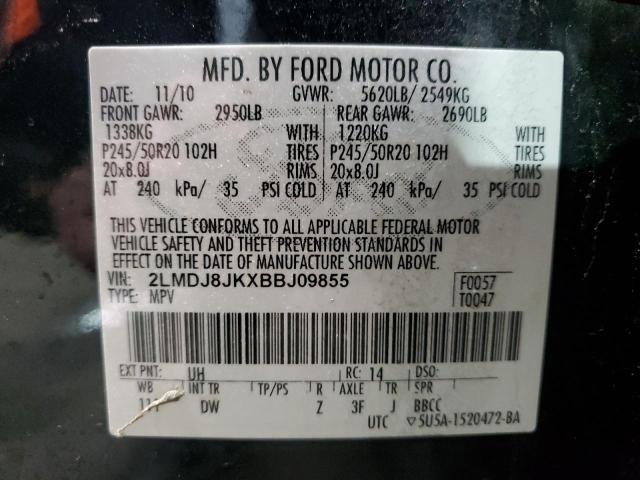 MFD. BY FORD MOTOR CO.
DATE: 11/10 GVWR: 5620LB/ 2549KG
FRONT GAWR: 2950LB REAR GAWR: 2690LB
1338KG WITH 1220KG WITH
P245/50R20 102H TIRES P245/50R20 102H TIRES
20x8.0J RIMS 20x8.0J RIMS
AT 240 kPa/ 35 PSI COLD AT 240 kPa/ 35 PSI COLD
THIS VEHICLE CONFORMS TO ALL APPLICABLE FEDERAL MOTOR
VEHICLE SAFETY AND THEFT PREVENTION STANDARDS IN
EFFECT ON THE DATE OF MANUFACTURE SHOWN ABOVE.
VIN: 2LMDJ8JKXBBJ09855 F0057
TYPE: MPV T0047
EXT PNT: UH RC: 14 DSO:
WB INT TR TP/PS R AXLE TR SPR
DW Z 3F J BBCC
UTC 5U5A-1520472-BA